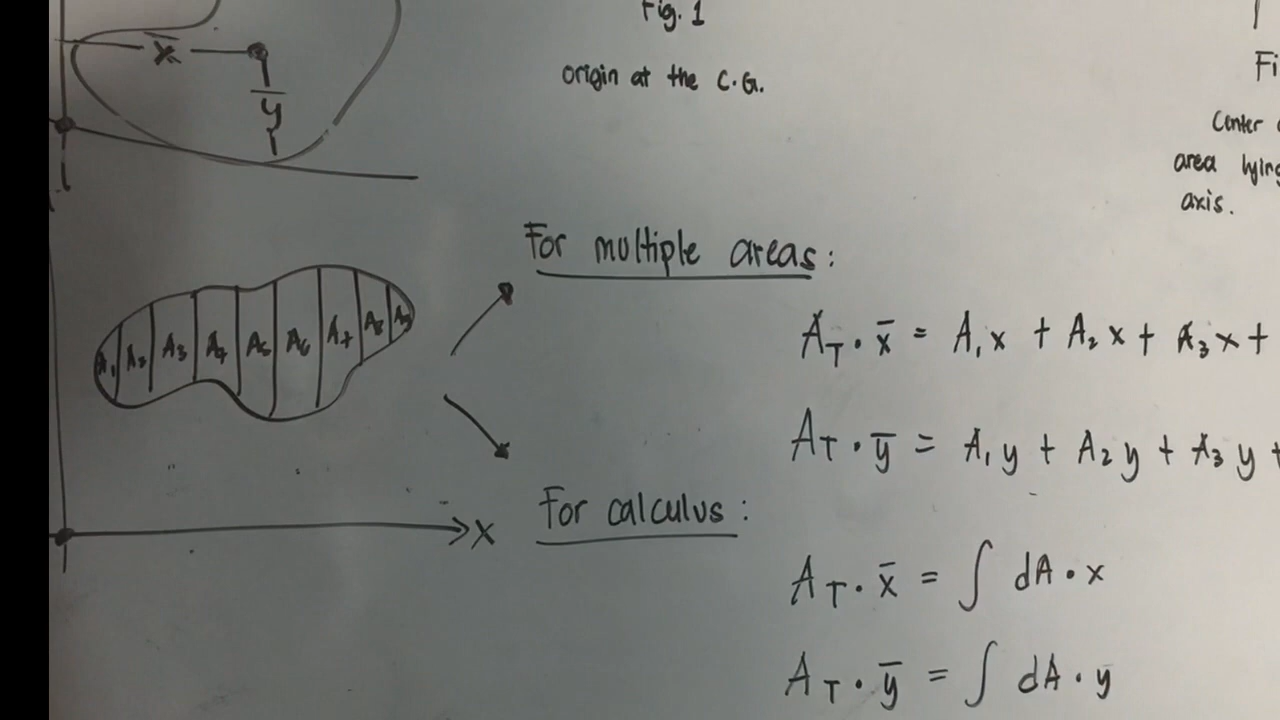 Fig. 1
origin at the C.G.
x̅
y̅
Center
area lying
axis.
For multiple areas:
A₁ A₂ A₃ A₄ A₅ A₆ A₇ A₈ A₉
A_T · x̅ = A₁x + A₂x + A₃x +
A_T · y̅ = A₁y + A₂y + A₃y +
x
For calculus:
A_T · x̅ = ∫ dA · x
A_T · y̅ = ∫ dA · y